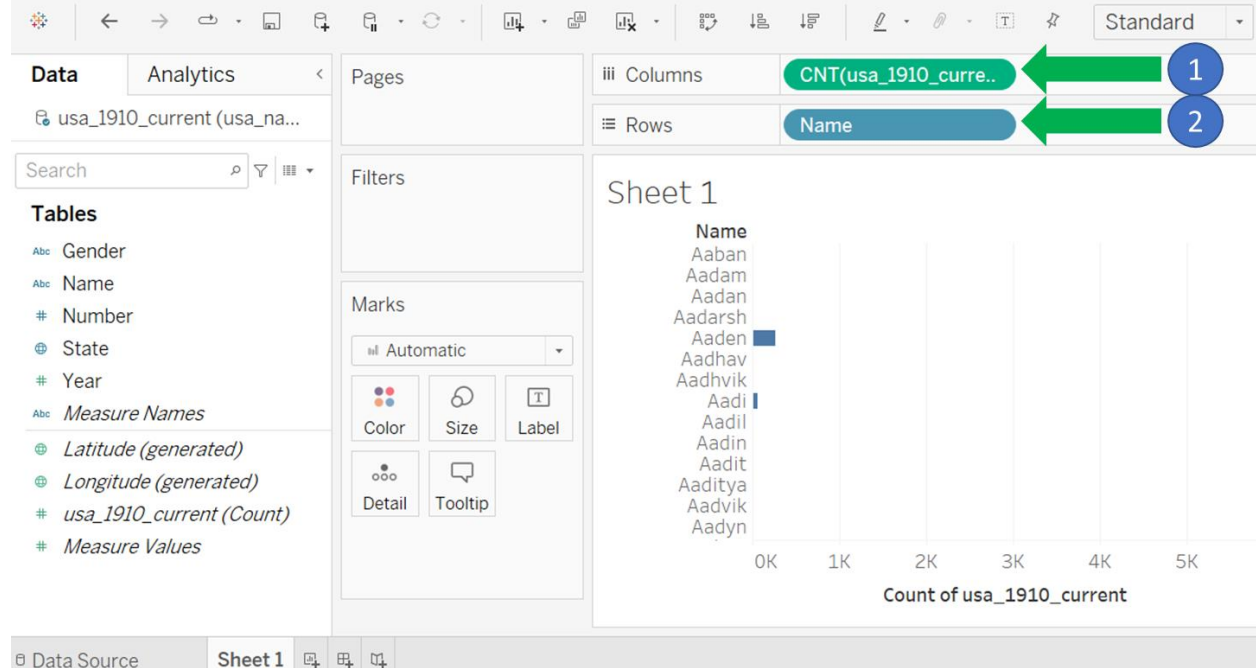 Standard
Data Analytics
usa_1910_current (usa_na...
Search
Tables
Abc Gender
Abc Name
# Number
State
# Year
Abc Measure Names
Latitude (generated)
Longitude (generated)
# usa_1910_current (Count)
# Measure Values
Pages
Filters
Marks
Automatic
Color Size T Label
Detail Tooltip
iii Columns CNT(usa_1910_curre.. 1
Rows Name 2
Sheet 1
Name
Aaban
Aadam
Aadan
Aadarsh
Aaden
Aadhav
Aadhvik
Aadi
Aadil
Aadin
Aadit
Aaditya
Aadvik
Aadyn
0K 1K 2K 3K 4K 5K
Count of usa_1910_current
Data Source Sheet 1